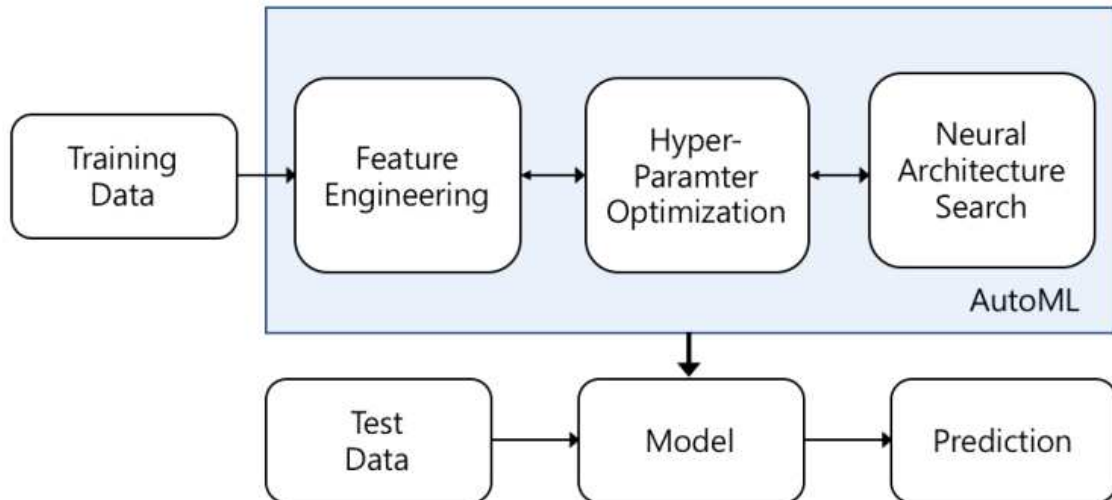 Training
Data
Feature
Engineering
Hyper-
Paramter
Optimization
Neural
Architecture
Search
AutoML
Test
Data
Model
Prediction